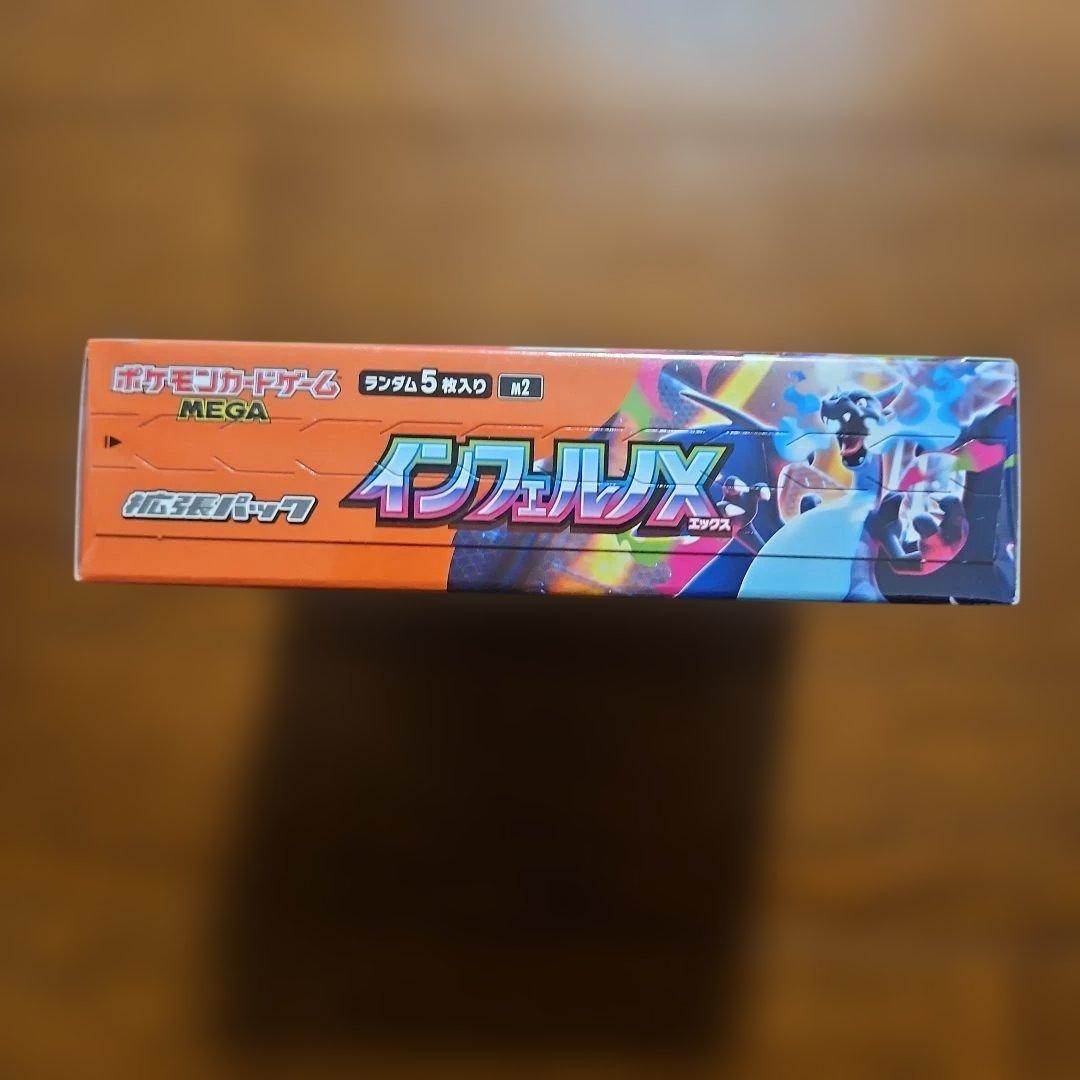 ポケモンカードゲーム
MEGA
ランダム5枚入り
M2
拡張パック
インフェルノX
エックス